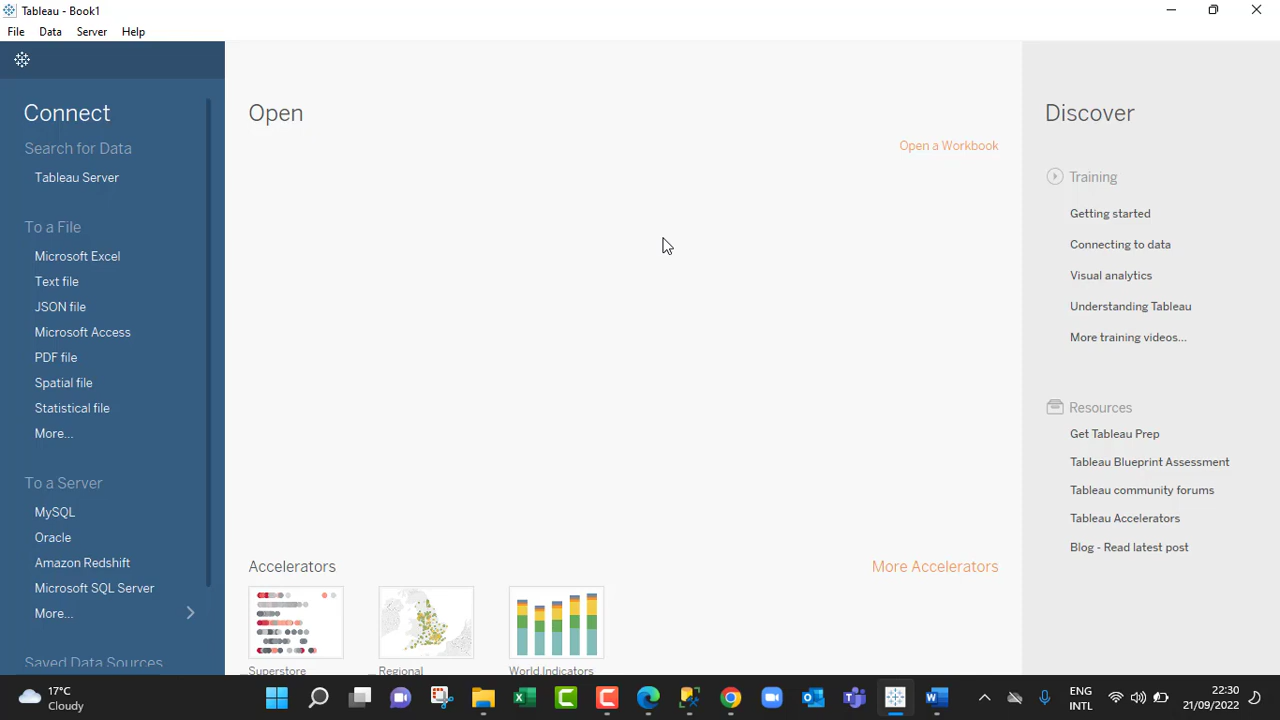 Tableau - Book1
File Data Server Help
Connect
Search for Data
Tableau Server
To a File
Microsoft Excel
Text file
JSON file
Microsoft Access
PDF file
Spatial file
Statistical file
More...
To a Server
MySQL
Oracle
Amazon Redshift
Microsoft SQL Server
More...
Saved Data Sources
Open
Open a Workbook
Accelerators
More Accelerators
Superstore
Regional
World Indicators
Discover
Training
Getting started
Connecting to data
Visual analytics
Understanding Tableau
More training videos...
Resources
Get Tableau Prep
Tableau Blueprint Assessment
Tableau community forums
Tableau Accelerators
Blog - Read latest post
17°C
Cloudy
ENG
INTL
22:30
21/09/2022